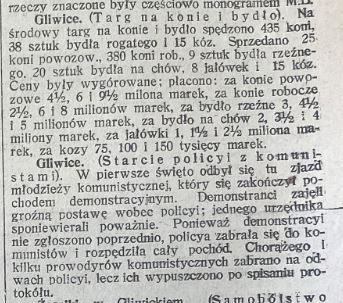 rzeczy znaczone były częściowo monogramem M.B.
Gliwice. (Targ na konie i bydło). Na
środowy targ na konie i bydło spędzono 435 koni,
38 sztuk bydła rogatego i 15 kóz. Sprzedano 25
koni powozow., 380 koni rob., 9 sztuk bydła rzeźne-
go, 20 sztuk bydła na chów, 8 jałówek i 15 kóz.
Ceny były wygórowane; płacono: za konie powo-
zowe 4½, 6 i 9½ milona marek, za konie robocze
2½, 6 i 8 milionów marek, za bydło rzeźne 3, 4½
i 5 milionów marek, za bydło na chów 2, 3½ i 4
miliony marek, za jałówki 1, 1½ i 2½ miliona ma-
rek, za kozy 75, 100 i 150 tysięcy marek.
Gliwice. (Starcie policyi z komuni-
stami). W pierwsze święto odbył się tu zjazd
młodzieży komunistycznej, który się zakończył po-
chodem demonstracyjnym. Demonstranci zajęli
groźną postawę wobec policyi; jednego urzędnika
sponiewierali poważnie. Ponieważ demonstracyi
nie zgłoszono poprzednio, policya zabrała się do ko-
munistów i rozpędziła cały pochód. Chorążego i
kilku prowodyrów komunistycznych zabrano na od-
wach policyi, lecz ich wypuszczono po spisaniu pro-
tokółu.
(Samobójstwo